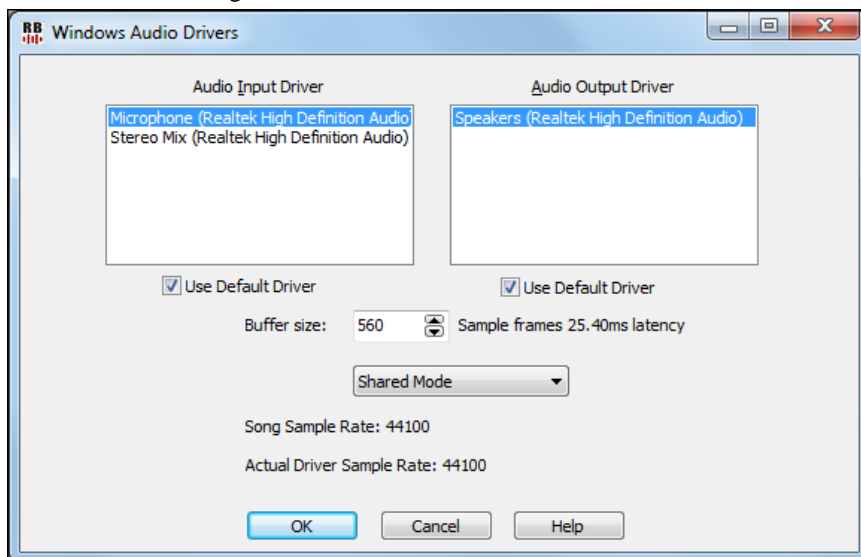 RB Windows Audio Drivers
Audio Input Driver
Microphone (Realtek High Definition Audio)
Stereo Mix (Realtek High Definition Audio)
Use Default Driver
Audio Output Driver
Speakers (Realtek High Definition Audio)
Use Default Driver
Buffer size: 560 Sample frames 25.40ms latency
Shared Mode
Song Sample Rate: 44100
Actual Driver Sample Rate: 44100
OK Cancel Help